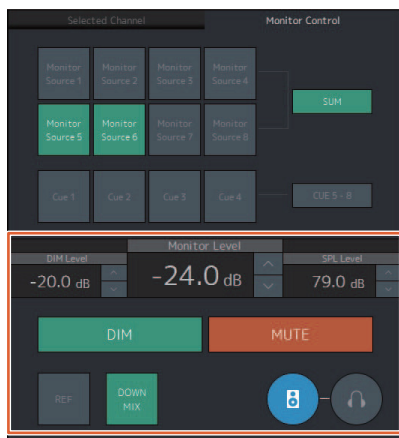 Selected Channel
Monitor Control
Monitor Source 1
Monitor Source 2
Monitor Source 3
Monitor Source 4
SUM
Monitor Source 5
Monitor Source 6
Monitor Source 7
Monitor Source 8
Cue 1
Cue 2
Cue 3
Cue 4
CUE 5 - 8
Monitor Level
DIM Level
SPL Level
-20.0 dB
-24.0 dB
79.0 dB
DIM
MUTE
REF
DOWN
MIX